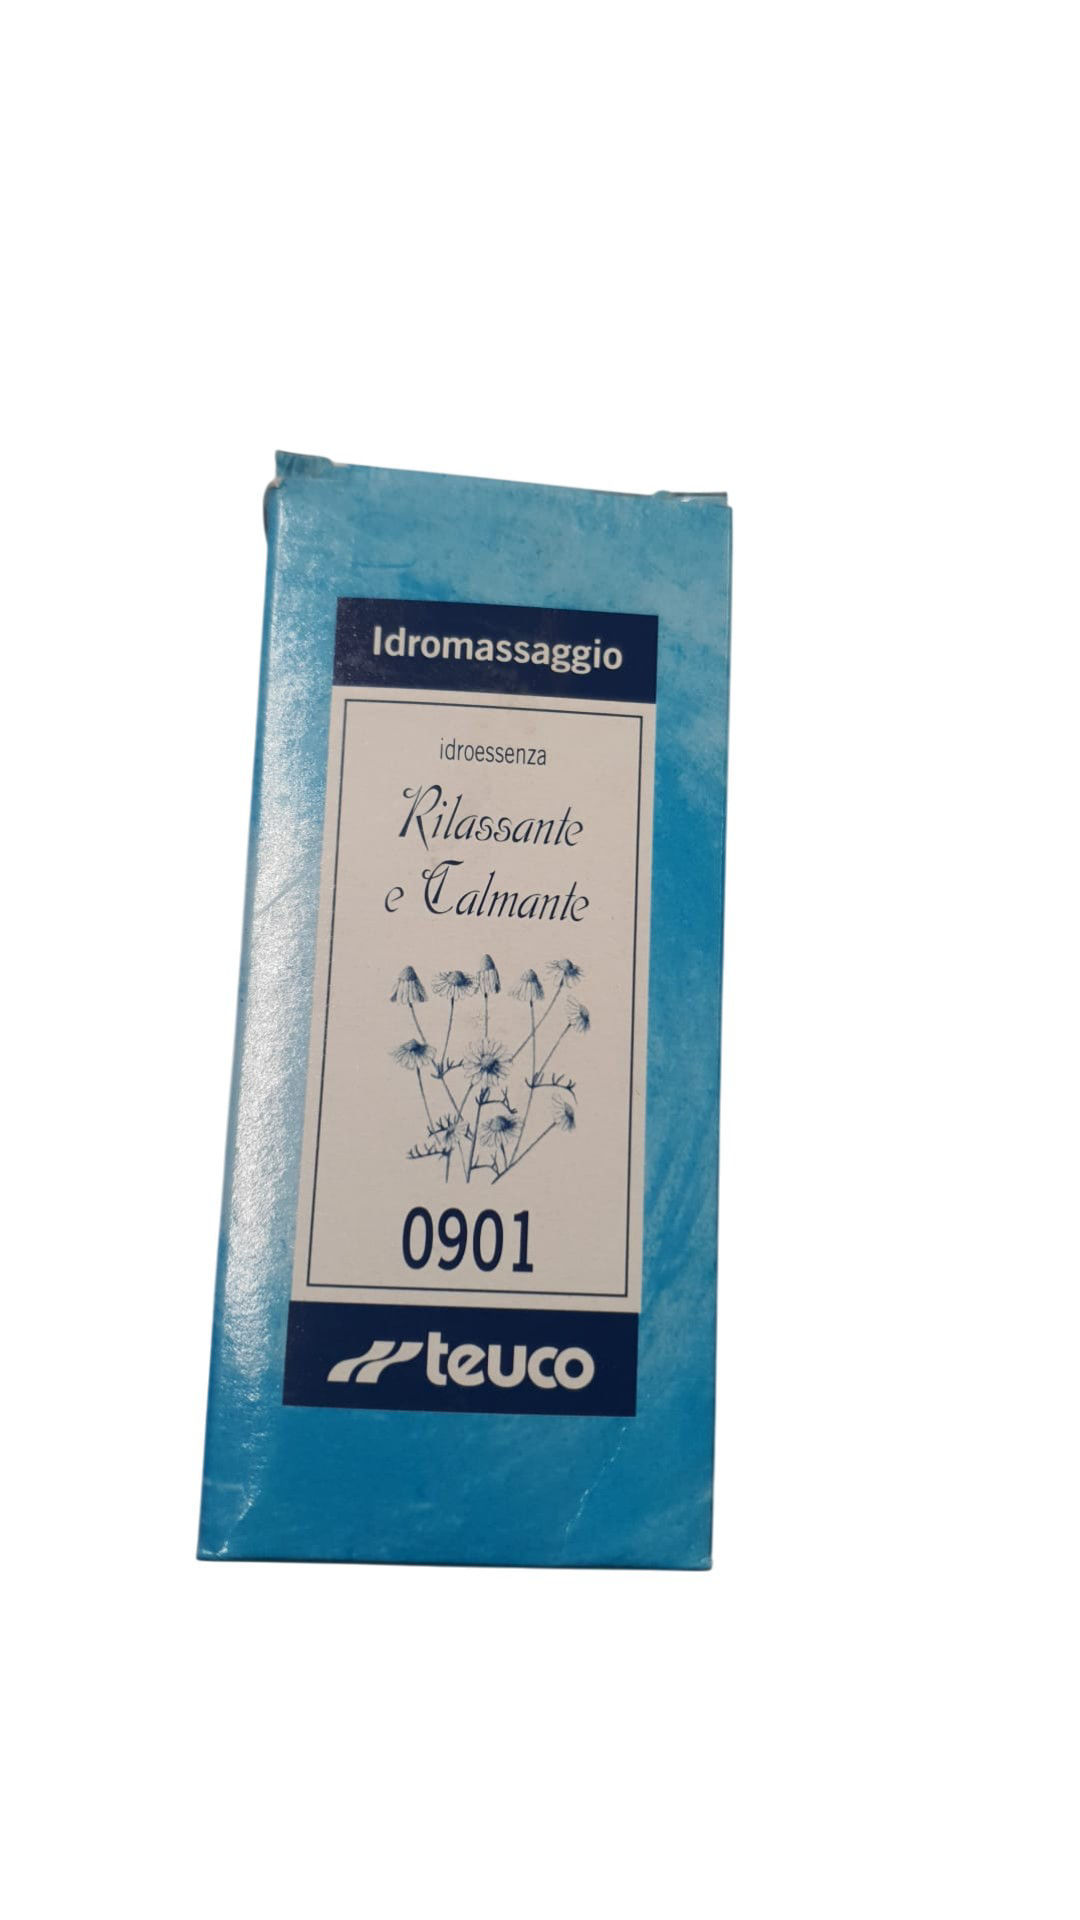 Idromassaggio
idroessenza
Rilassante
e Calmante
0901
teuco